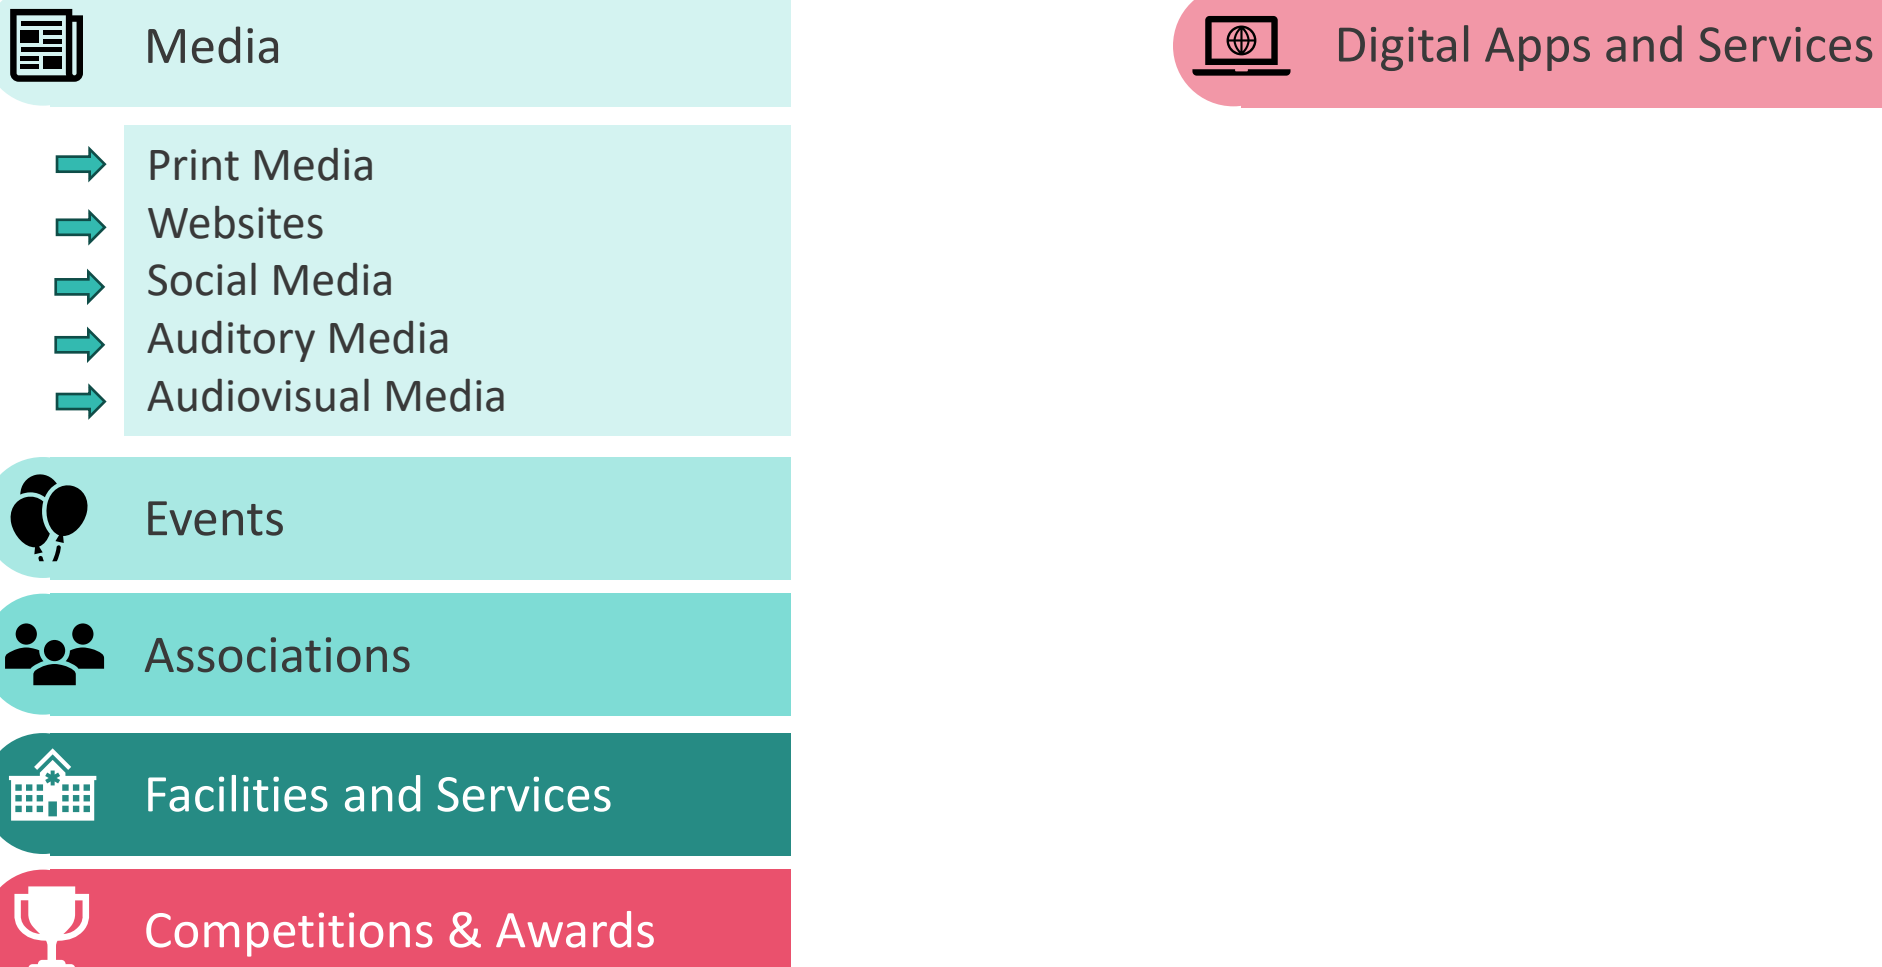 Media
Print Media
Websites
Social Media
Auditory Media
Audiovisual Media
Events
Associations
Facilities and Services
Competitions & Awards
Digital Apps and Services